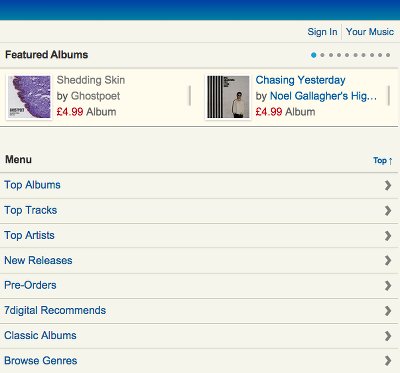 Sign In Your Music
Featured Albums
Shedding Skin
by Ghostpoet
£4.99 Album
Chasing Yesterday
by Noel Gallagher's Hig...
£4.99 Album
Menu Top ↑
Top Albums
Top Tracks
Top Artists
New Releases
Pre-Orders
7digital Recommends
Classic Albums
Browse Genres